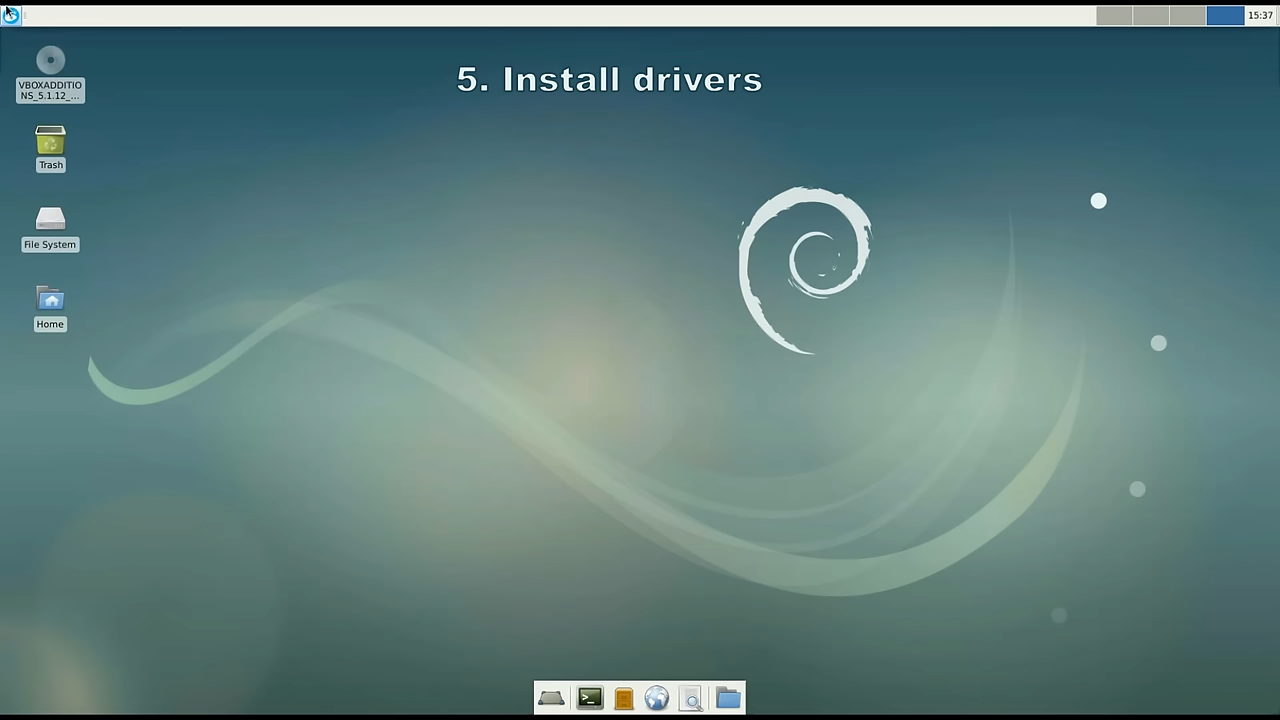 15:37
5. Install drivers
VBOXADDITIO
NS_5.1.12_...
Trash
File System
Home